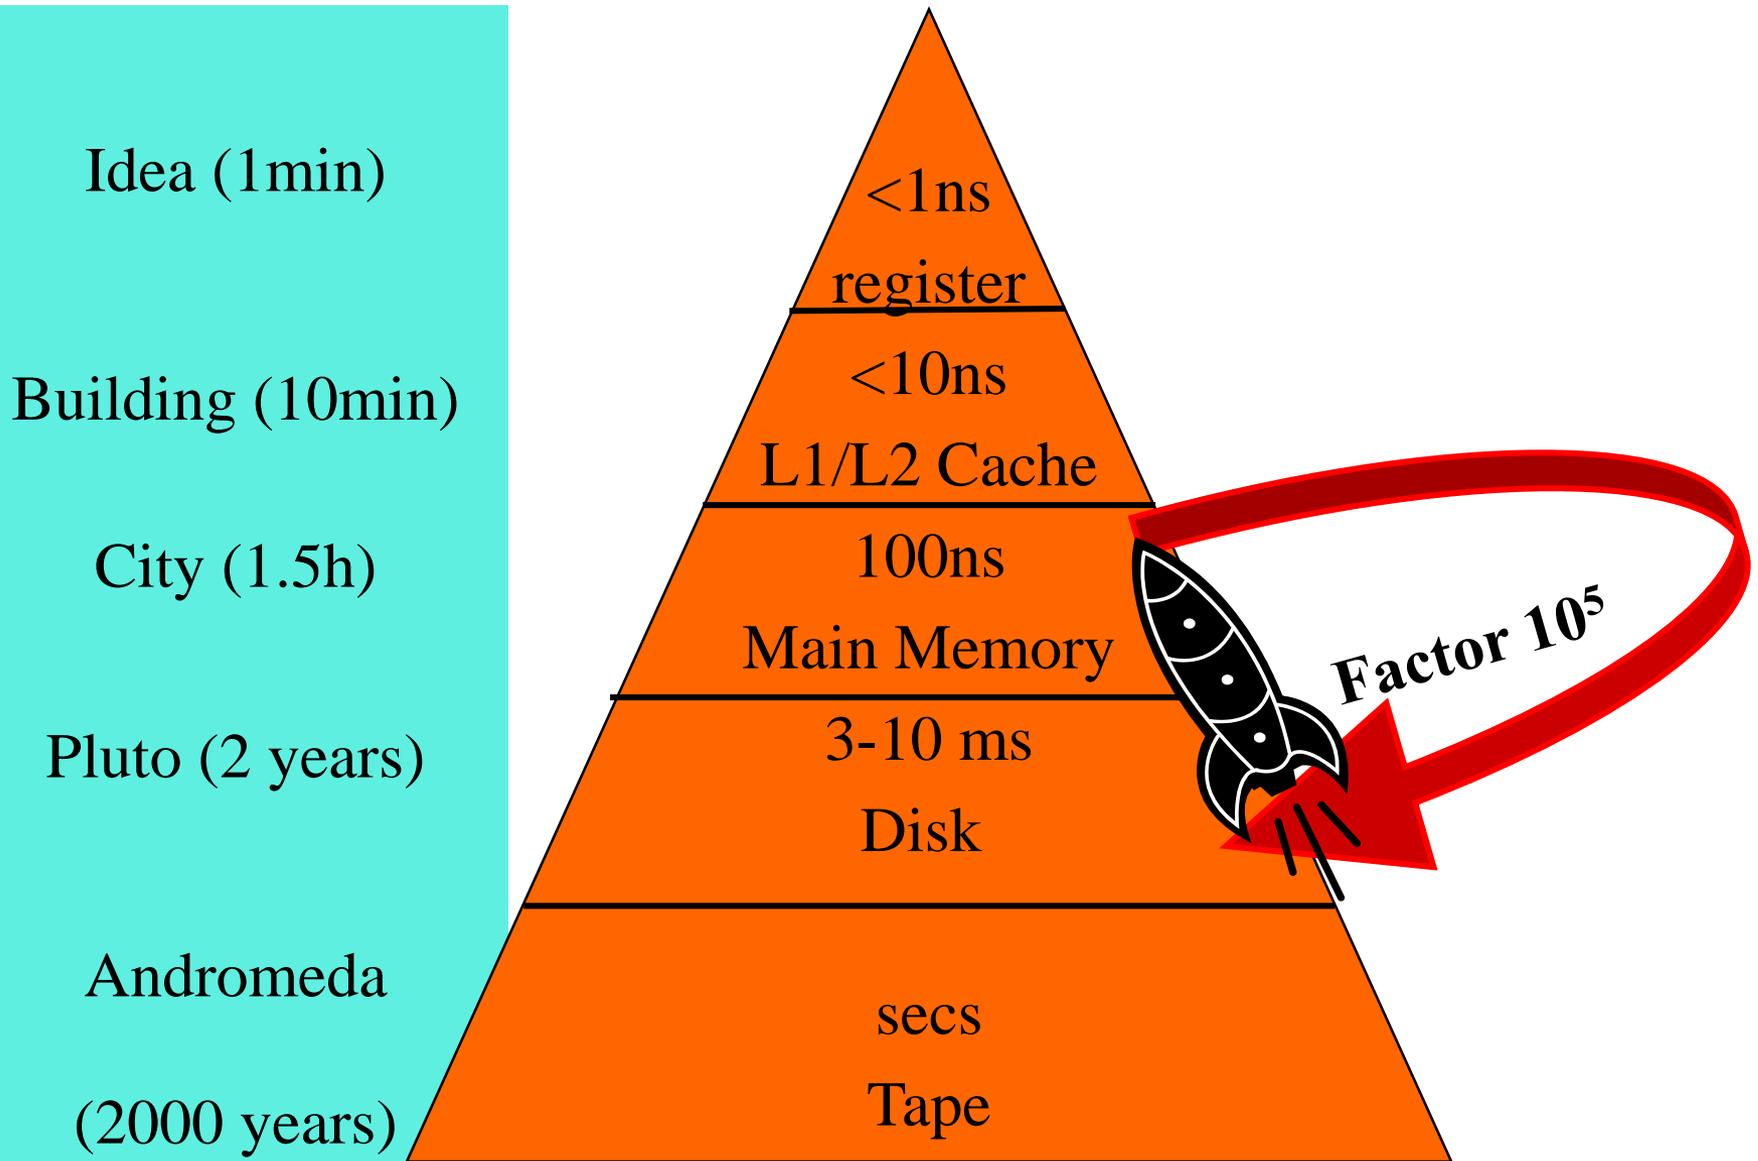 Idea (1min)
Building (10min)
City (1.5h)
Pluto (2 years)
Andromeda
(2000 years)
<1ns
register
<10ns
L1/L2 Cache
100ns
Main Memory
3-10 ms
Disk
secs
Tape
Factor 10⁵